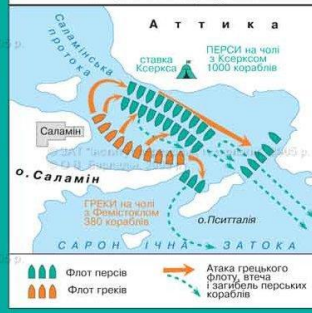 Аттика
Саламінська
протока
ставка
Ксеркса
ПЕРСИ на чолі
з Ксерксом
1000 кораблів
Саламін
о. Саламін
ГРЕКИ на чолі
з Фемістоклом
380 кораблів
о.Пситталія
САРОНІЧНА ЗАТОКА
Флот персів
Флот греків
Атака грецького
флоту, втеча
і загибель перських
кораблів